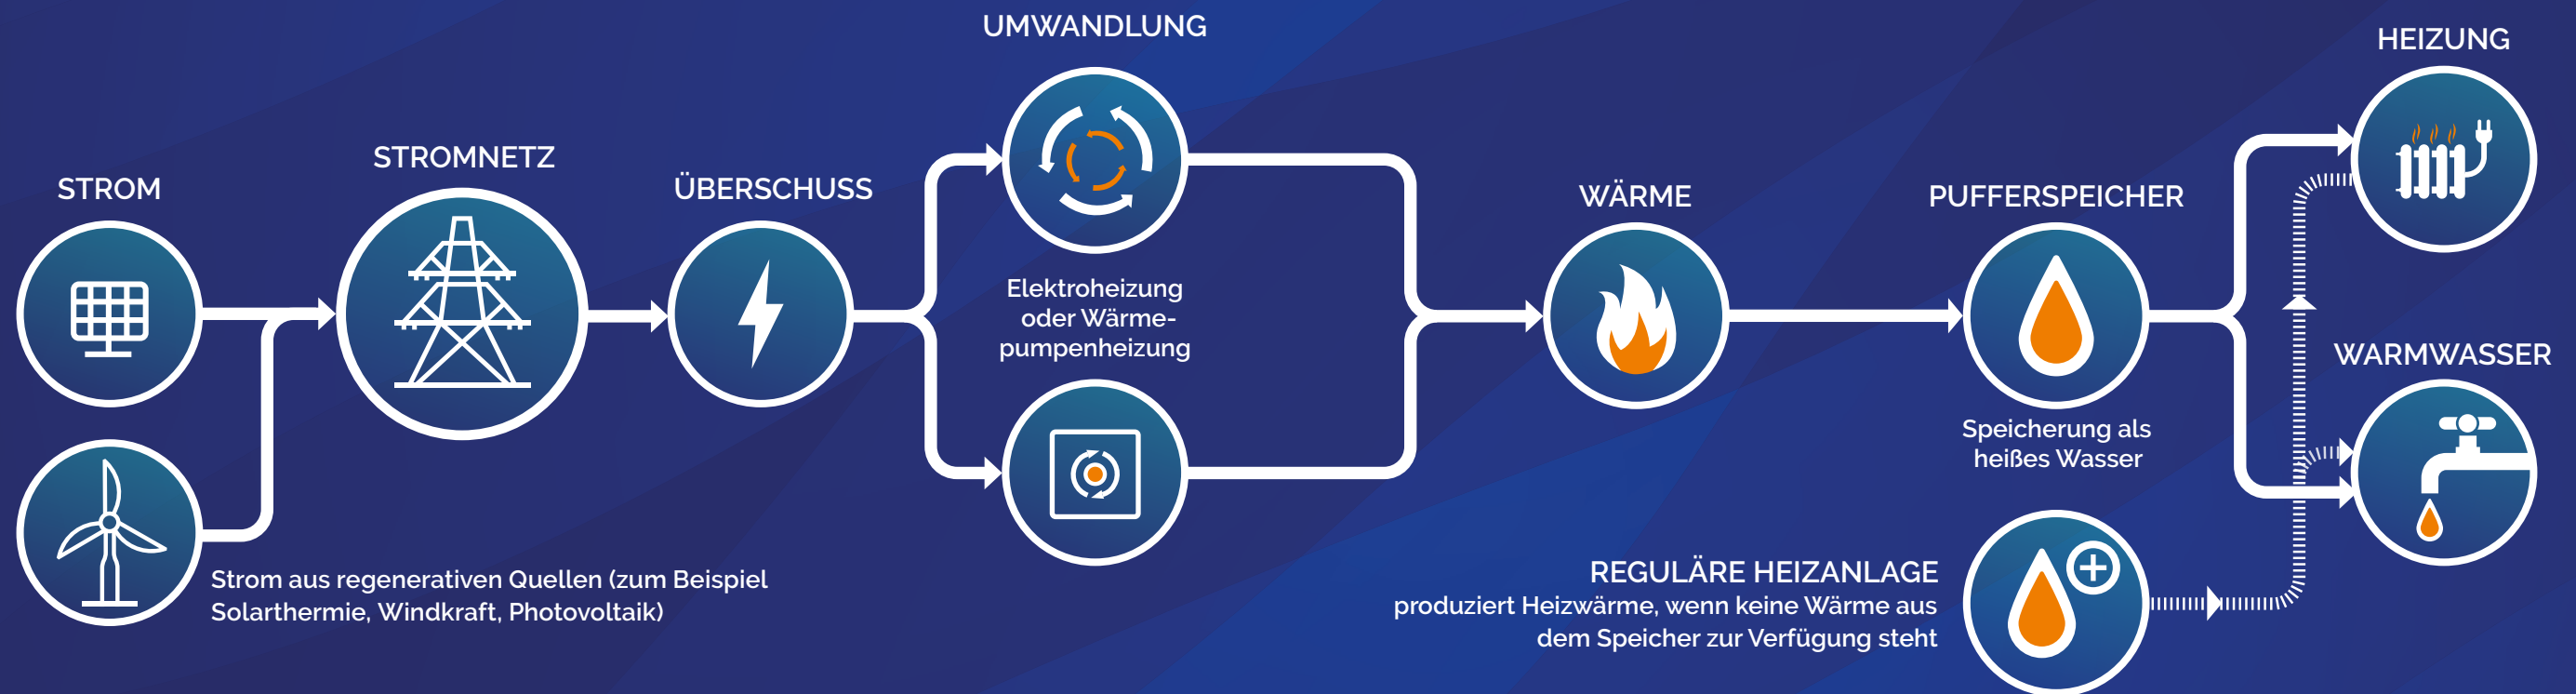 STROM
Strom aus regenerativen Quellen (zum Beispiel
Solarthermie, Windkraft, Photovoltaik)
STROMNETZ
ÜBERSCHUSS
UMWANDLUNG
Elektroheizung
oder Wärme-
pumpenheizung
WÄRME
PUFFERSPEICHER
Speicherung als
heißes Wasser
REGULÄRE HEIZANLAGE
produziert Heizwärme, wenn keine Wärme aus
dem Speicher zur Verfügung steht
HEIZUNG
WARMWASSER